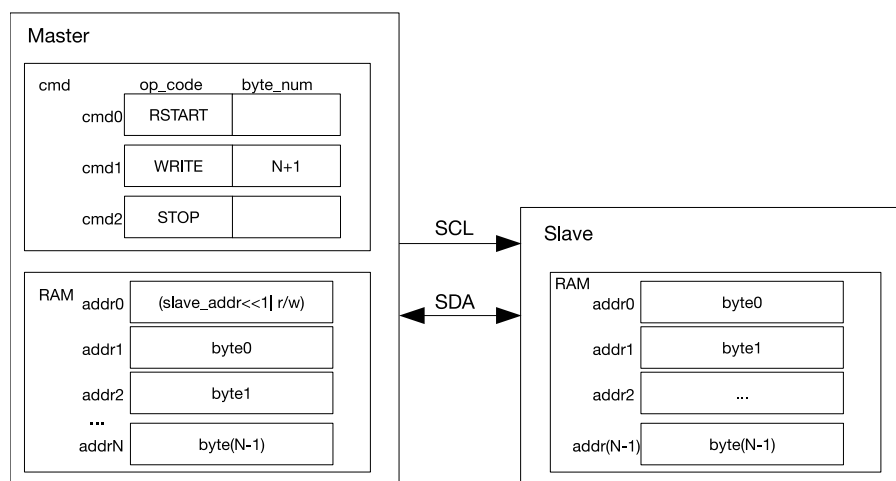 Master
cmd op_code byte_num
cmd0 RSTART
cmd1 WRITE N+1
cmd2 STOP
SCL
SDA
RAM
addr0 (slave_addr<<1| r/w)
addr1 byte0
addr2 byte1
...
addrN byte(N-1)
Slave
RAM
addr0 byte0
addr1 byte1
addr2 ...
addr(N-1) byte(N-1)